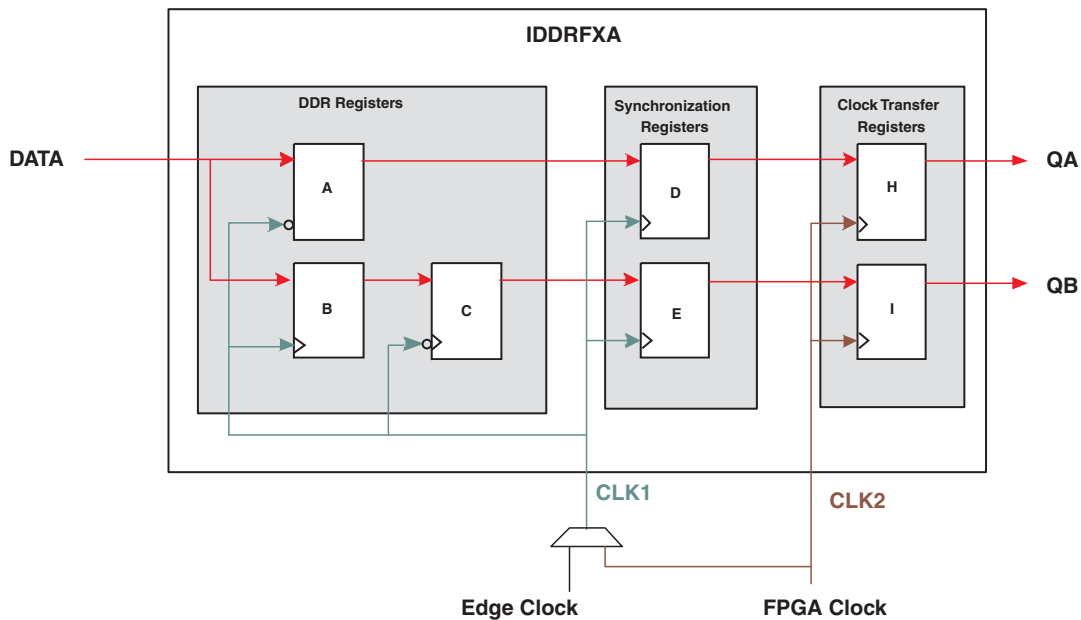 IDDRFXA
DDR Registers
Synchronization
Registers
Clock Transfer
Registers
DATA
A
D
H
QA
B
C
E
I
QB
CLK1
CLK2
Edge Clock
FPGA Clock